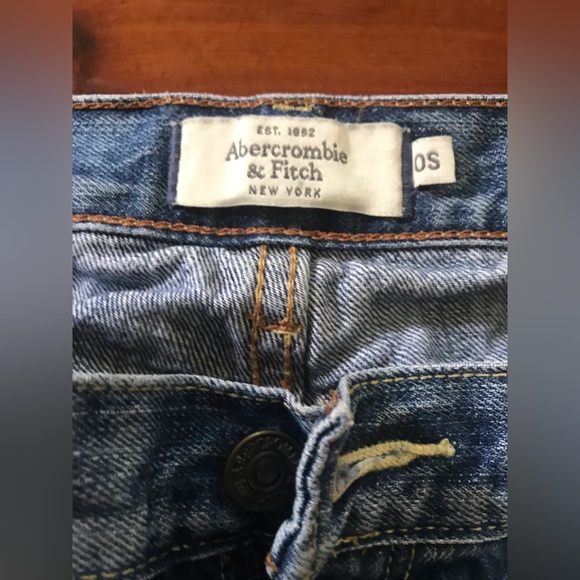 EST. 1892
Abercrombie
& Fitch
NEW YORK
0S